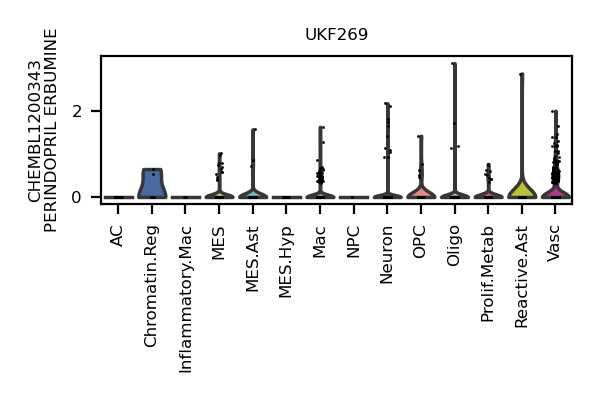 UKF269
CHEMBL1200343
PERINDOPRIL ERBUMINE
2
0
AC
Chromatin.Reg
Inflammatory.Mac
MES
MES.Ast
MES.Hyp
Mac
NPC
Neuron
OPC
Oligo
Prolif.Metab
Reactive.Ast
Vasc